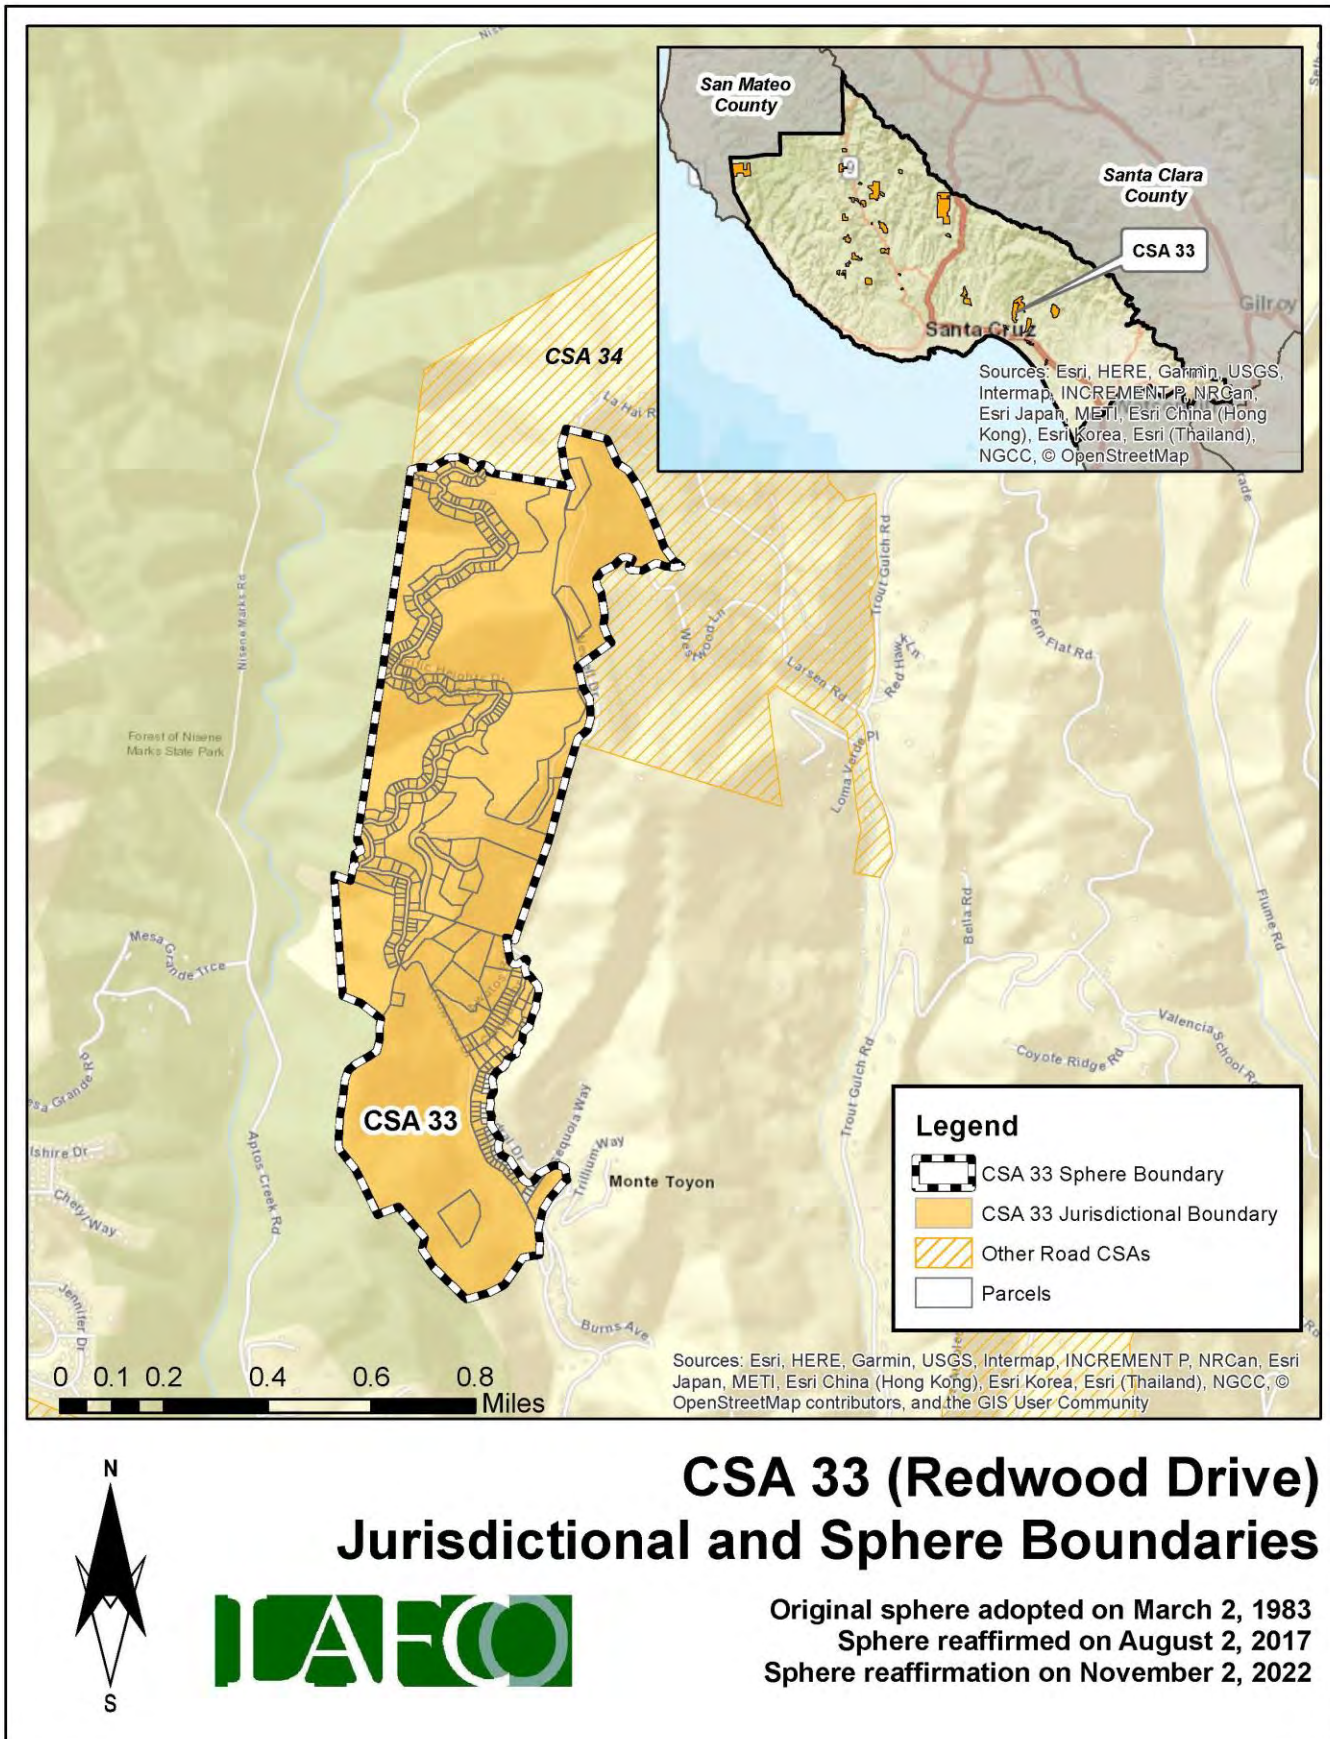 Nise
San Mateo
County
Santa Clara
County
9
CSA 33
Gilroy
Santa Cruz
Sources: Esri, HERE, Garmin, USGS,
Intermap, INCREMENT P, NRCan,
Esri Japan, METI, Esri China (Hong
Kong), Esri Korea, Esri (Thailand),
NGCC, © OpenStreetMap
CSA 34
La Hai R
Trout Gulch Rd
Fern Flat Rd
Nisene Marks Rd
Westwood Ln
Red Hawk Ln
Larsen Rd
Forest of Nisene
Marks State Park
Loma Verde Pl
Bella Rd
Flume Rd
Mesa Grande Trce
Valencia School Rd
Coyote Ridge Rd
esa Grande Rd
Trout Gulch Rd
CSA 33
Aptos Creek Rd
lshire Dr
Sequoia Way
Trillium Way
Monte Toyon
Jennifer Dr
Burns Ave
Legend
CSA 33 Sphere Boundary
CSA 33 Jurisdictional Boundary
Other Road CSAs
Parcels
Sources: Esri, HERE, Garmin, USGS, Intermap, INCREMENT P, NRCan, Esri
Japan, METI, Esri China (Hong Kong), Esri Korea, Esri (Thailand), NGCC, ©
OpenStreetMap contributors, and the GIS User Community
0 0.1 0.2 0.4 0.6 0.8
Miles
N
S
CSA 33 (Redwood Drive)
Jurisdictional and Sphere Boundaries
LAFCO
Original sphere adopted on March 2, 1983
Sphere reaffirmed on August 2, 2017
Sphere reaffirmation on November 2, 2022